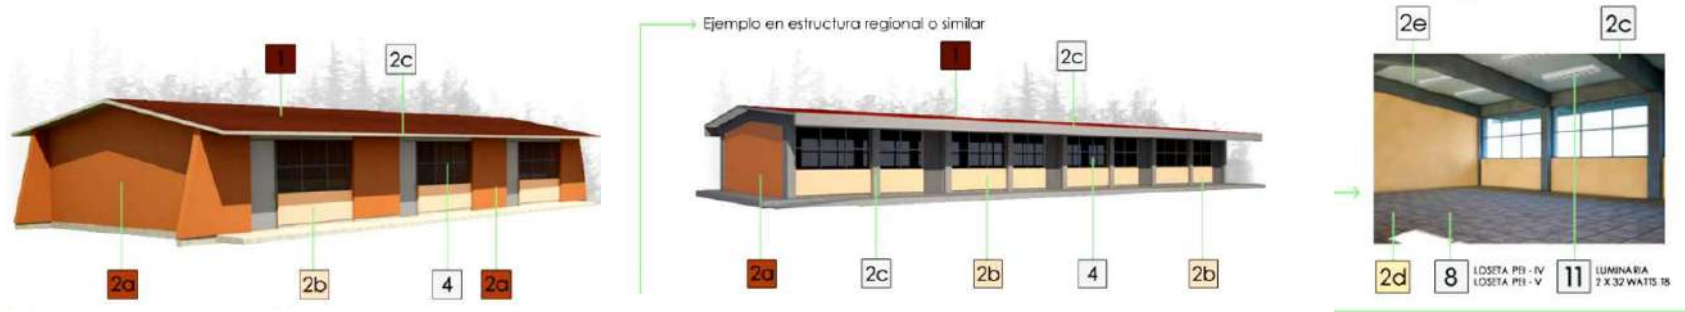 Ejemplo en estructura regional o similar
2e
2c
1
2c
1
2c
2a
2b
4
2a
2a
2c
2b
4
2b
2d
8
LOSETA PEI - IV
LOSETA PEI - V
11
LUMINARIA
2 X 32 WATTS T8